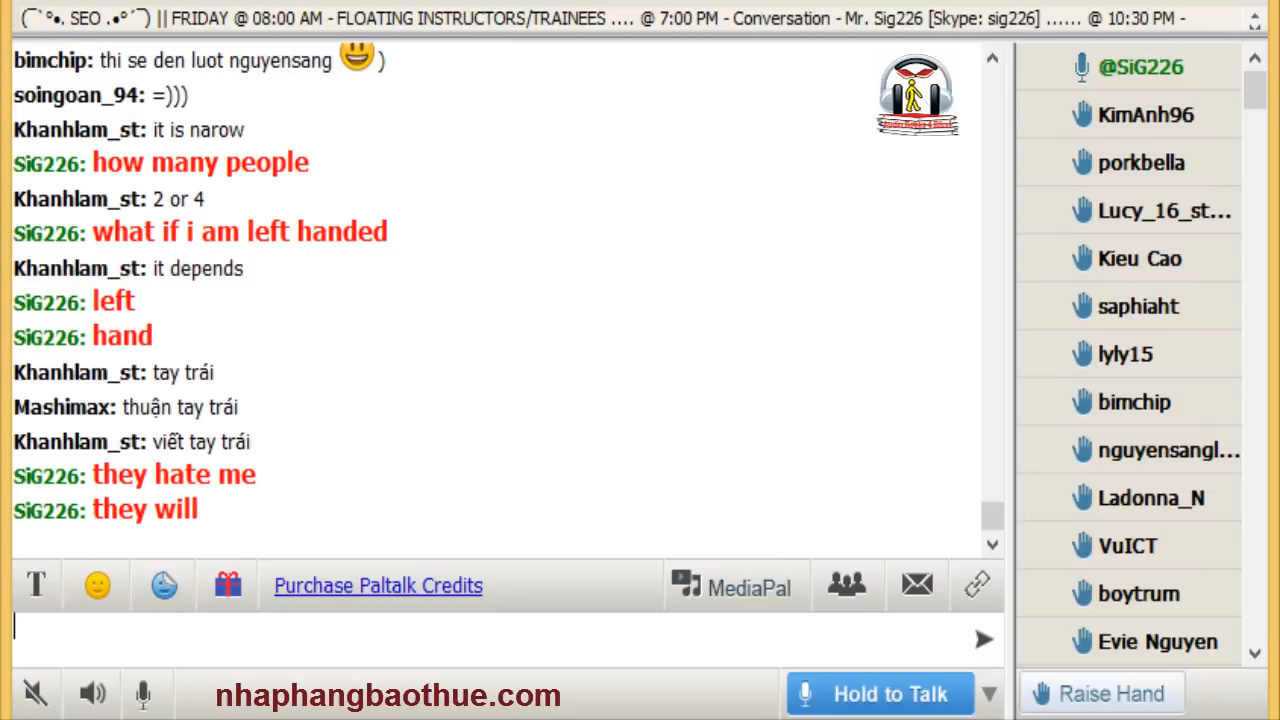 (¯`°•. SEO .•°´¯) || FRIDAY @ 08:00 AM - FLOATING INSTRUCTORS/TRAINEES .... @ 7:00 PM - Conversation - Mr. Sig226 [Skype: sig226] ...... @ 10:30 PM -
bimchip: thi se den luot nguyensang 😃 )
soingoan_94: =)))
Khanhlam_st: it is narow
SiG226: how many people
Khanhlam_st: 2 or 4
SiG226: what if i am left handed
Khanhlam_st: it depends
SiG226: left
SiG226: hand
Khanhlam_st: tay trái
Mashimax: thuận tay trái
Khanhlam_st: viết tay trái
SiG226: they hate me
SiG226: they will
T
Purchase Paltalk Credits
MediaPal
nhaphangbaothue.com
Hold to Talk
@SiG226
KimAnh96
porkbella
Lucy_16_st...
Kieu Cao
saphiaht
lyly15
bimchip
nguyensangl...
Ladonna_N
VuICT
boytrum
Evie Nguyen
Raise Hand